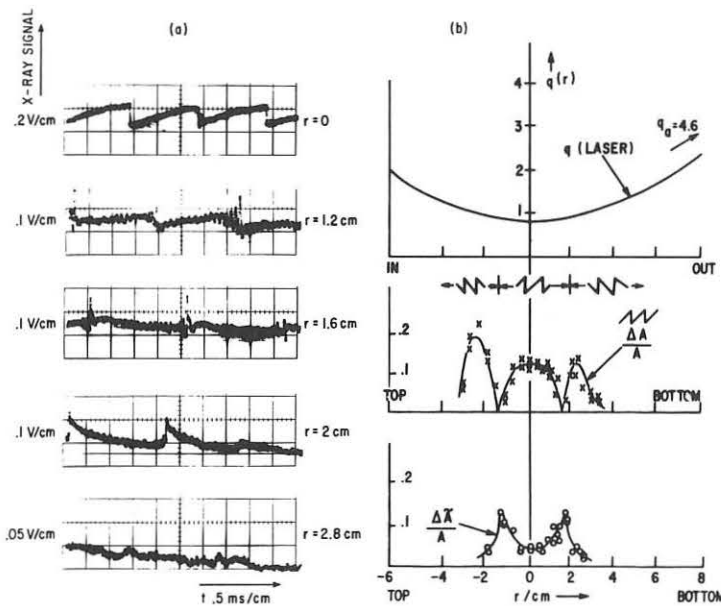 (a)
X-RAY SIGNAL
.2 V/cm
r = 0
.1 V/cm
r = 1.2 cm
.1 V/cm
r = 1.6 cm
.1 V/cm
r = 2 cm
.05 V/cm
r = 2.8 cm
t .5 ms/cm
(b)
q(r)
4
3
2
1
q (LASER)
q_a = 4.6
IN
OUT
.2
.1
ΔA/A
TOP
BOTTOM
.2
.1
ΔÃ/A
-6 -4 -2 0 2 4 6 8
TOP
r/cm
BOTTOM